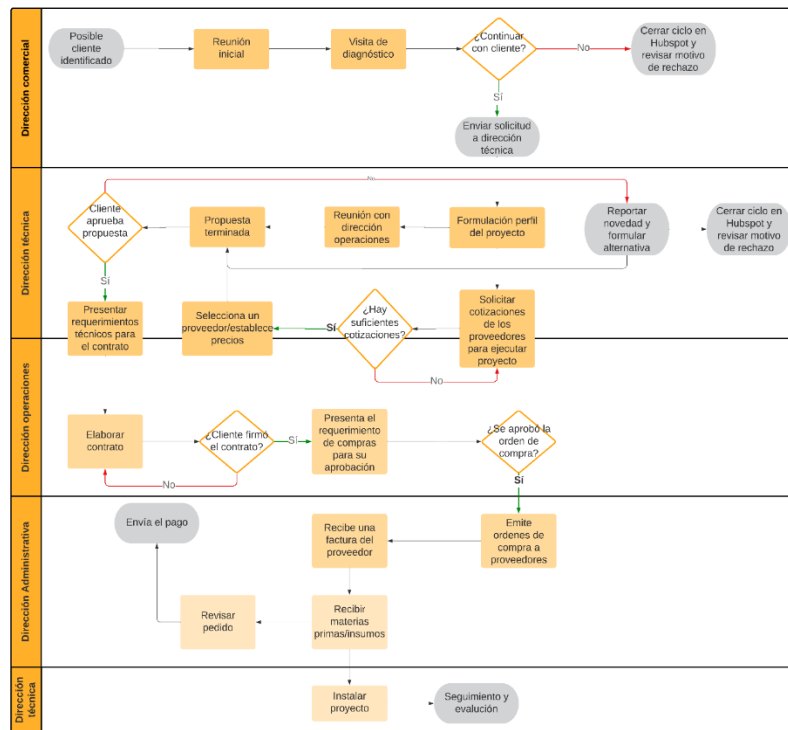 Dirección comercial
Posible
cliente
identificado
Reunión
inicial
Visita de
diagnóstico
¿Continuar
con cliente?
No
Cerrar ciclo en
Hubspot y
revisar motivo
de rechazo
Sí
Enviar solicitud
a dirección
técnica
Dirección técnica
No
Cliente
aprueba
propuesta
Propuesta
terminada
Reunión con
dirección
operaciones
Formulación perfil
del proyecto
Reportar
novedad y
formular
alternativa
Cerrar ciclo en
Hubspot y
revisar motivo
de rechazo
Sí
Presentar
requerimientos
técnicos para
el contrato
Selecciona un
proveedor/establece
precios
Sí
¿Hay
suficientes
cotizaciones?
Solicitar
cotizaciones
de los
proveedores
para ejecutar
proyecto
No
Dirección operaciones
Elaborar
contrato
¿Cliente firmó
el contrato?
Sí
Presenta el
requerimiento
de compras
para su
aprobación
¿Se aprobó la
orden de
compra?
No
Sí
Dirección Administrativa
Envía el pago
Recibe una
factura del
proveedor
Emite
ordenes de
compra a
proveedores
Revisar
pedido
Recibir
materias
primas/insumos
Dirección
técnica
Instalar
proyecto
Seguimiento y
evalución